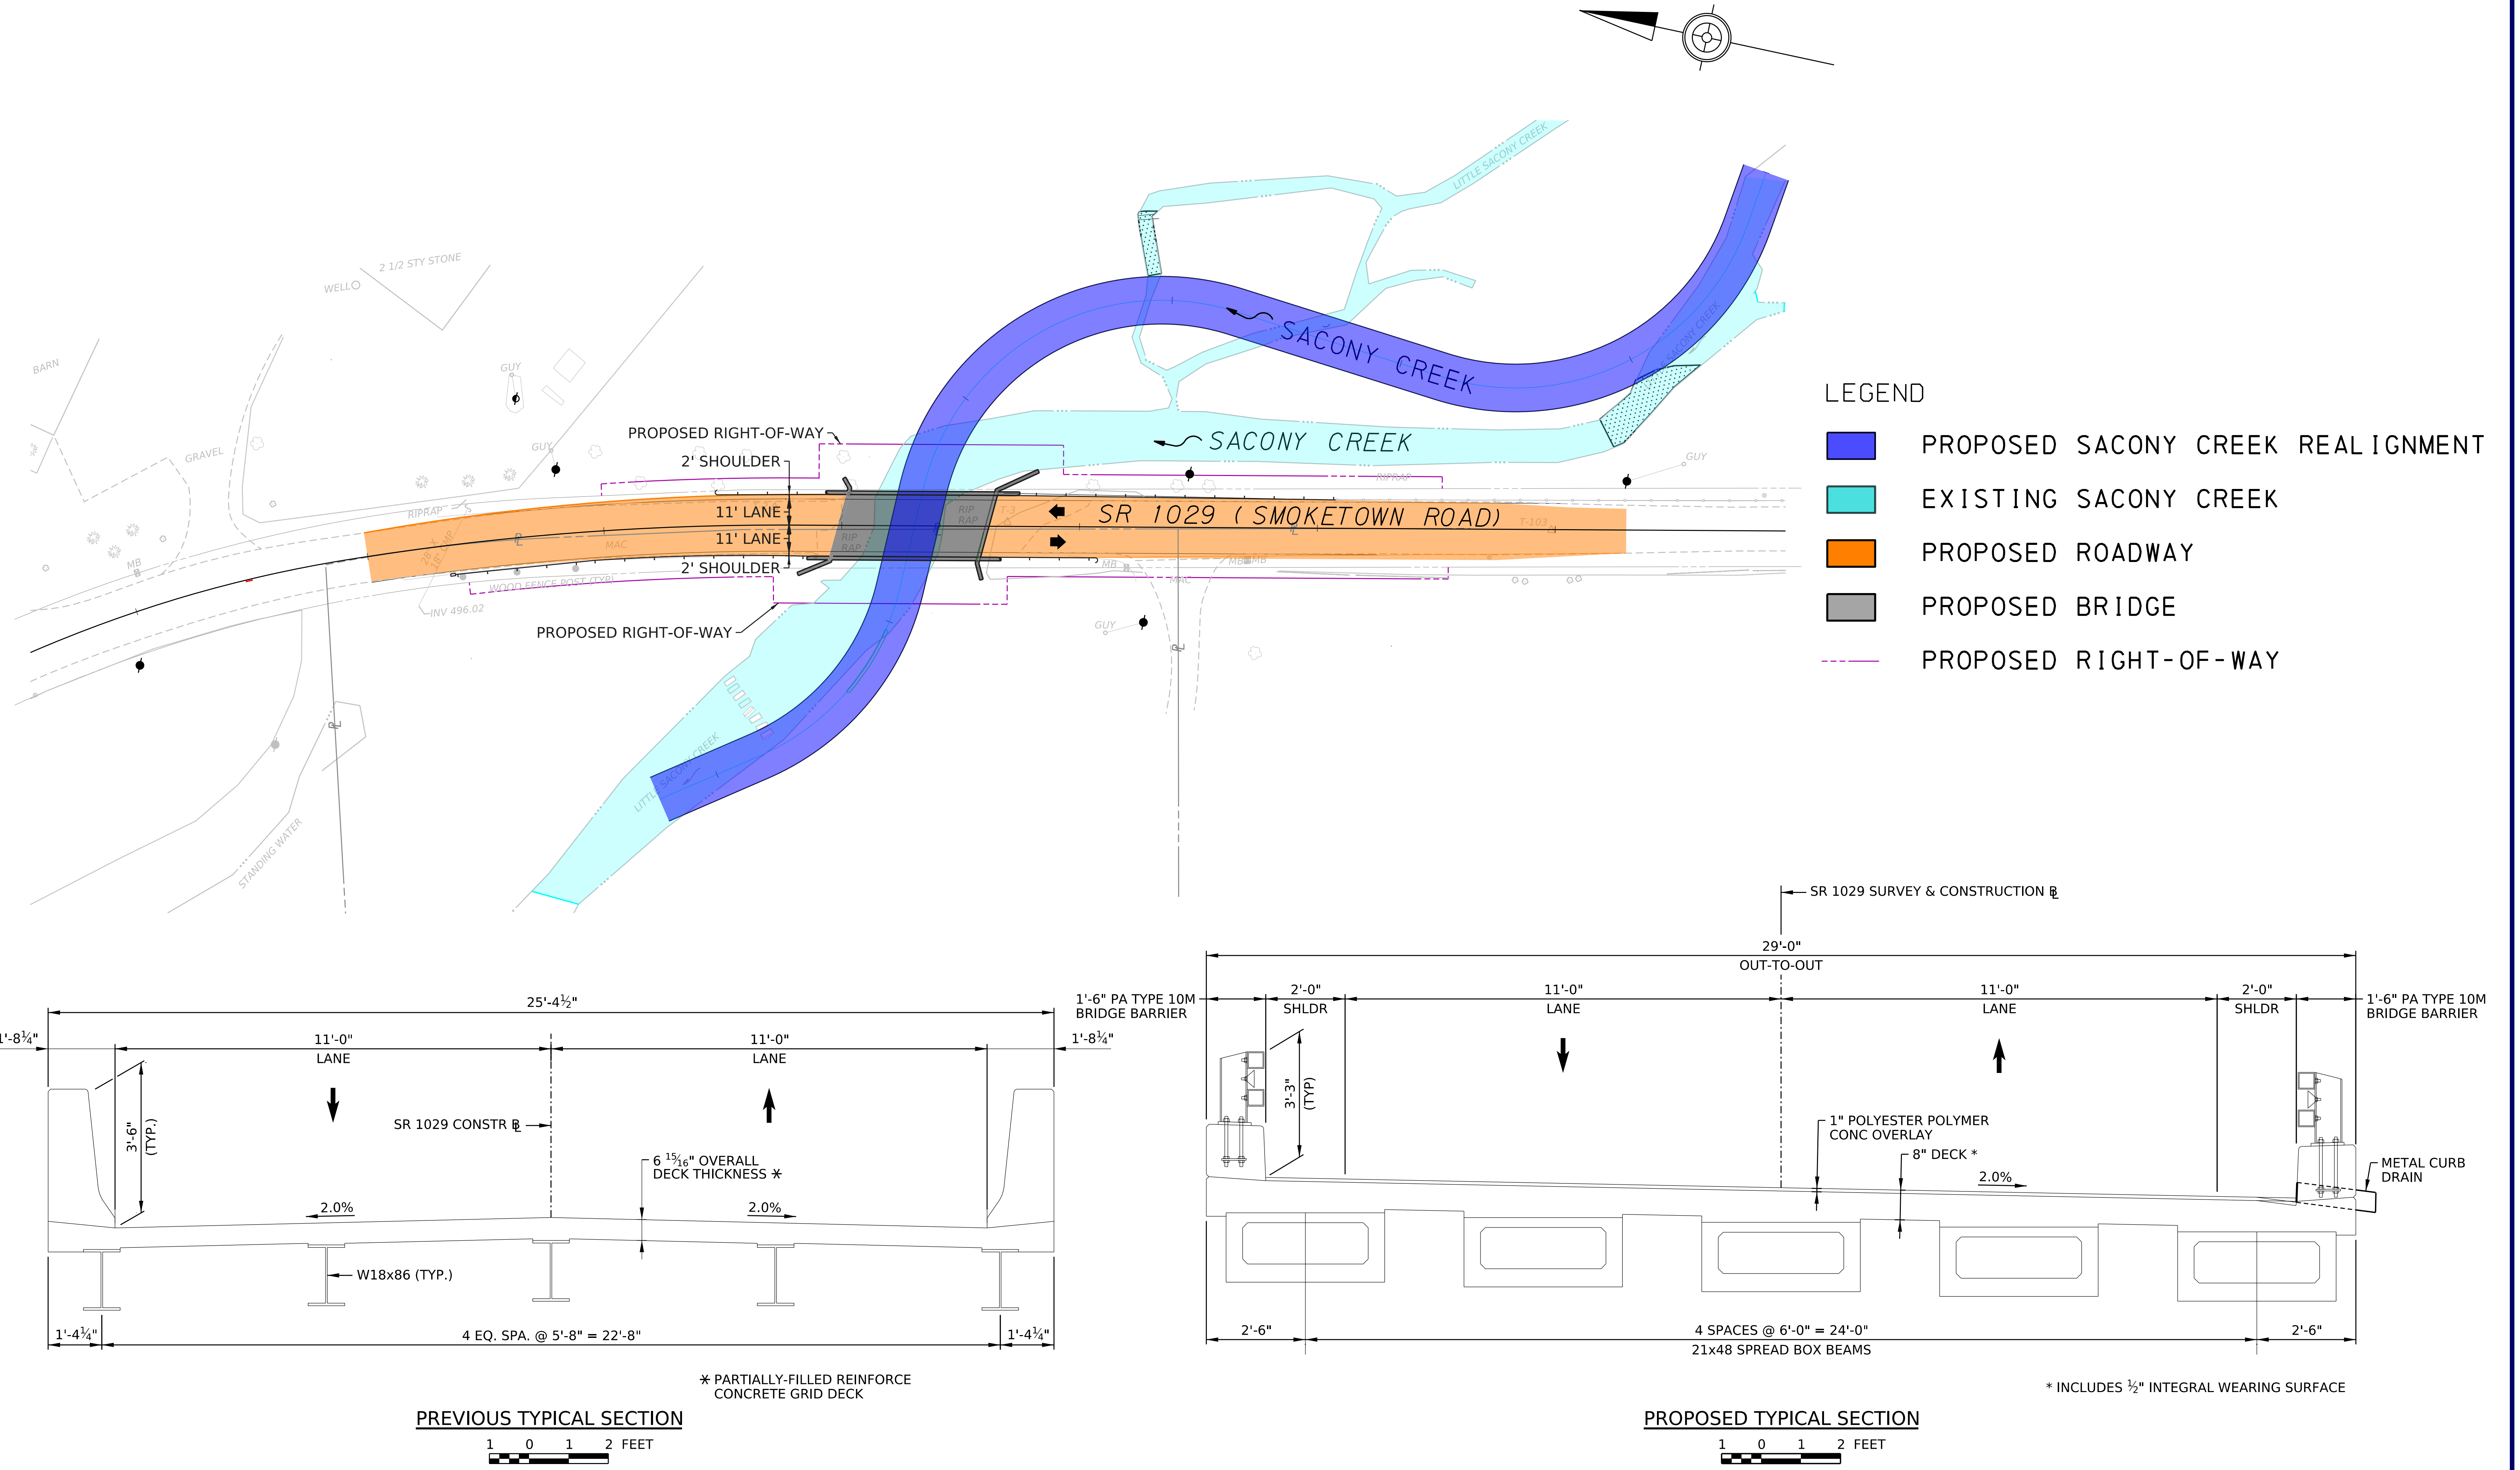 LITTLE SACONY CREEK
2 1/2 STY STONE
WELL
BARN
GUY
GRAVEL
GUY
SACONY CREEK
SACONY CREEK
SACONY CREEK
PROPOSED RIGHT-OF-WAY
2' SHOULDER
11' LANE
11' LANE
2' SHOULDER
PROPOSED RIGHT-OF-WAY
RIPRAP
RIPRAP
GUY
RIP
RAP
RIP
RAP
T-3
SR 1029 (SMOKETOWN ROAD)
T-103
MAC
MB
MB
MB
MB
MAC
WOOD FENCE POST (TYP)
INV 496.02
GUY
LITTLE SACONY CREEK
STANDING WATER
LEGEND
PROPOSED SACONY CREEK REALIGNMENT
EXISTING SACONY CREEK
PROPOSED ROADWAY
PROPOSED BRIDGE
PROPOSED RIGHT-OF-WAY
25'-4½"
1'-8¼"
11'-0"
LANE
11'-0"
LANE
1'-8¼"
3'-6"
(TYP.)
SR 1029 CONSTR BL
6 15/16" OVERALL
DECK THICKNESS *
2.0%
2.0%
W18x86 (TYP.)
1'-4¼"
4 EQ. SPA. @ 5'-8" = 22'-8"
1'-4¼"
* PARTIALLY-FILLED REINFORCE
CONCRETE GRID DECK
PREVIOUS TYPICAL SECTION
1 0 1 2 FEET
SR 1029 SURVEY & CONSTRUCTION BL
29'-0"
OUT-TO-OUT
1'-6" PA TYPE 10M
BRIDGE BARRIER
2'-0"
SHLDR
11'-0"
LANE
11'-0"
LANE
2'-0"
SHLDR
1'-6" PA TYPE 10M
BRIDGE BARRIER
3'-3"
(TYP)
1" POLYESTER POLYMER
CONC OVERLAY
8" DECK *
2.0%
METAL CURB
DRAIN
2'-6"
4 SPACES @ 6'-0" = 24'-0"
21x48 SPREAD BOX BEAMS
2'-6"
* INCLUDES ½" INTEGRAL WEARING SURFACE
PROPOSED TYPICAL SECTION
1 0 1 2 FEET